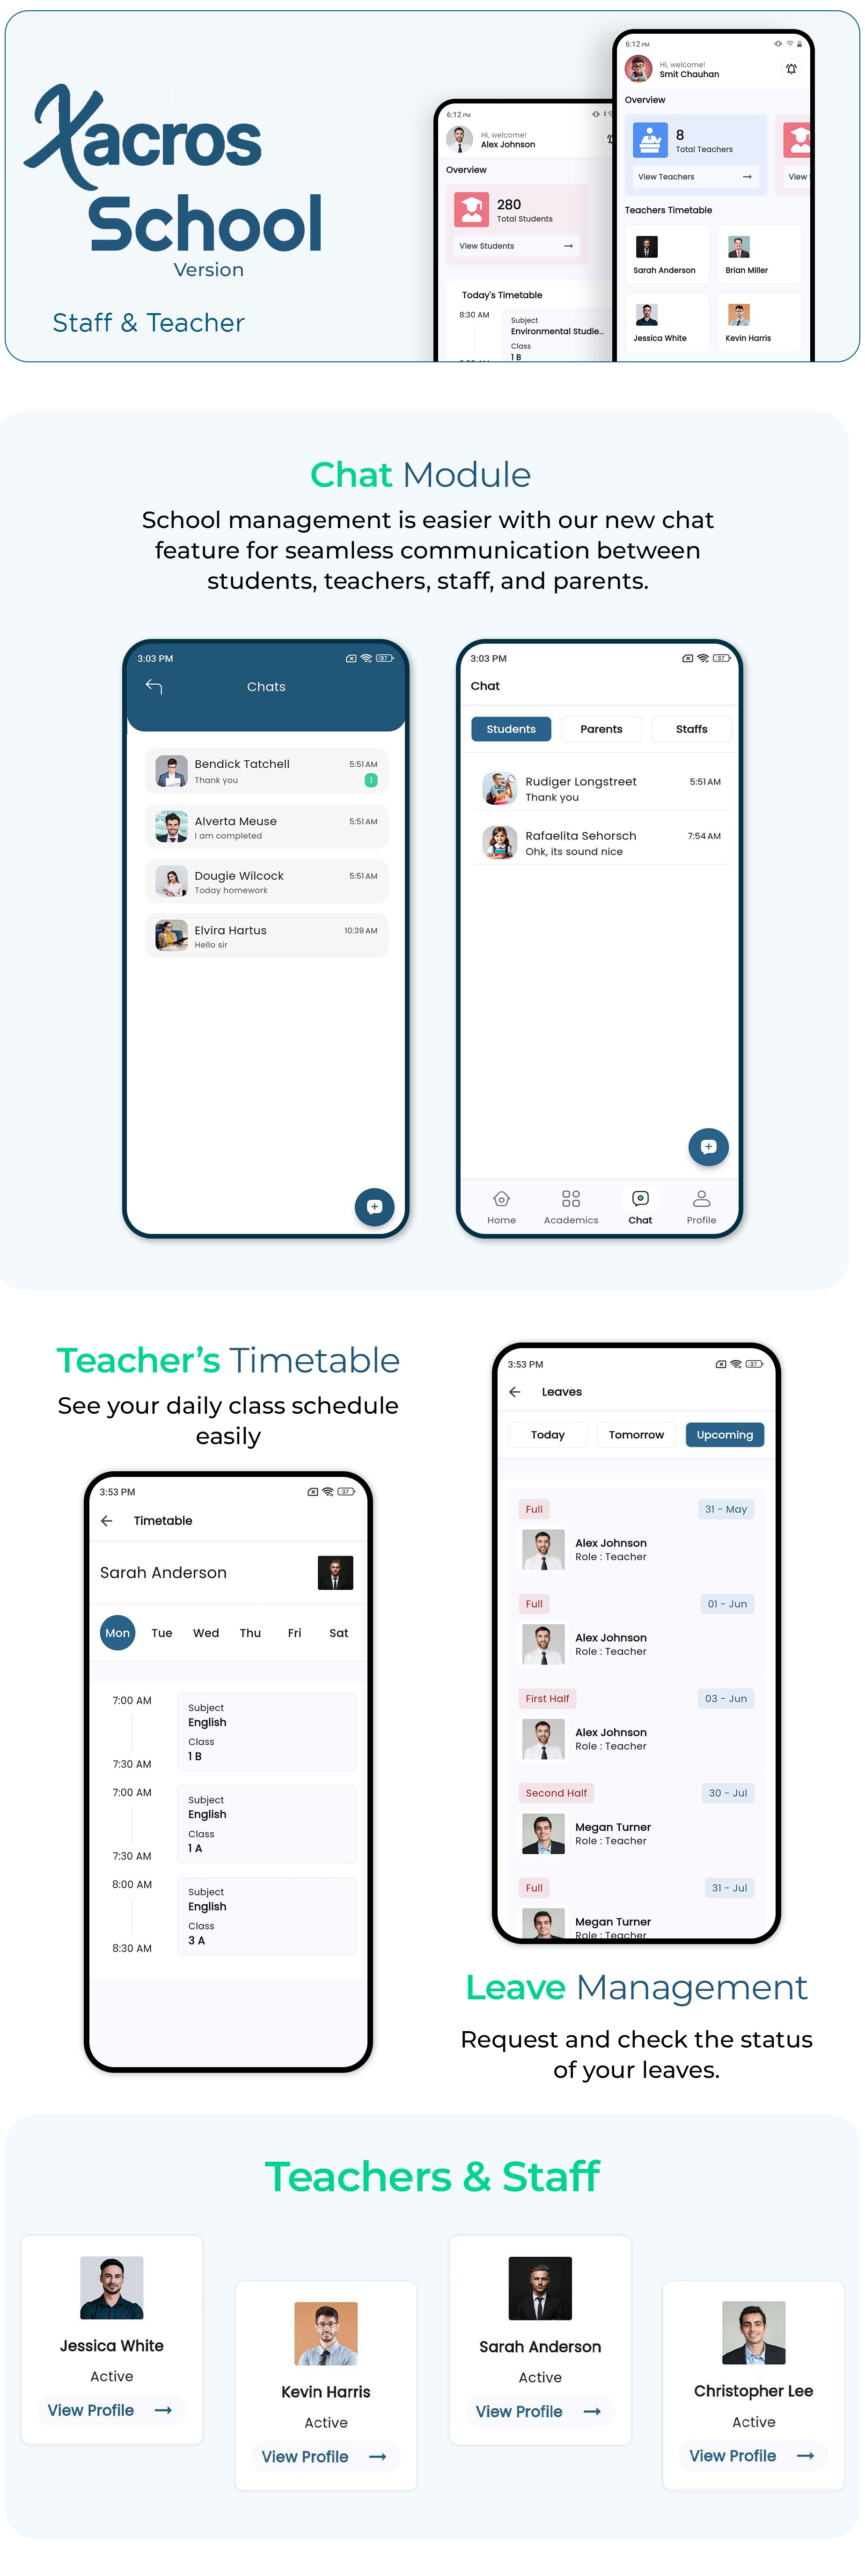 Xacros
School
Version
Staff & Teacher
6:12 PM
Hi, welcome!
Alex Johnson
Overview
280
Total Students
View Students
Today's Timetable
8:30 AM
Subject
Environmental Studie...
Class
1 B
6:12 PM
Hi, welcome!
Smit Chauhan
Overview
8
Total Teachers
View Teachers
View
Teachers Timetable
Sarah Anderson
Brian Miller
Jessica White
Kevin Harris
Chat Module
School management is easier with our new chat
feature for seamless communication between
students, teachers, staff, and parents.
3:03 PM
37
Chats
Bendick Tatchell
5:51 AM
Thank you
1
Alverta Meuse
5:51 AM
I am completed
Dougie Wilcock
5:51 AM
Today homework
Elvira Hartus
10:39 AM
Hello sir
3:03 PM
37
Chat
Students
Parents
Staffs
Rudiger Longstreet
5:51 AM
Thank you
Rafaelita Sehorsch
7:54 AM
Ohk, its sound nice
Home
Academics
Chat
Profile
Teacher's Timetable
See your daily class schedule
easily
3:53 PM
37
Timetable
Sarah Anderson
Mon Tue Wed Thu Fri Sat
7:00 AM
Subject
English
Class
1 B
7:30 AM
7:00 AM
Subject
English
Class
1 A
7:30 AM
8:00 AM
Subject
English
Class
3 A
8:30 AM
3:53 PM
37
Leaves
Today
Tomorrow
Upcoming
Full
31 - May
Alex Johnson
Role : Teacher
Full
01 - Jun
Alex Johnson
Role : Teacher
First Half
03 - Jun
Alex Johnson
Role : Teacher
Second Half
30 - Jul
Megan Turner
Role : Teacher
Full
31 - Jul
Megan Turner
Role : Teacher
Leave Management
Request and check the status
of your leaves.
Teachers & Staff
Jessica White
Active
View Profile
Kevin Harris
Active
View Profile
Sarah Anderson
Active
View Profile
Christopher Lee
Active
View Profile